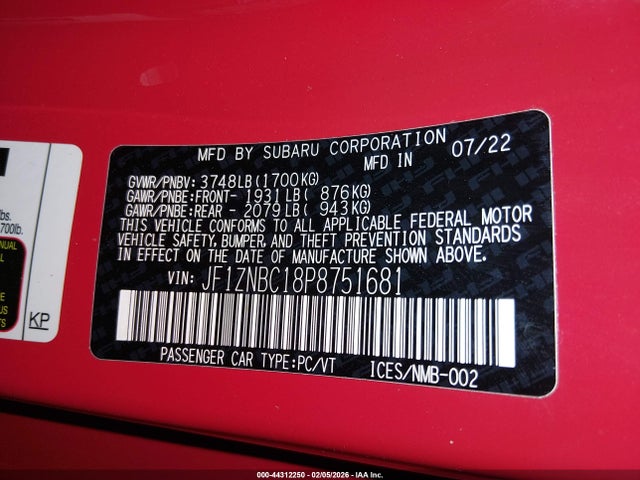 MFD BY SUBARU CORPORATION
MFD IN 07/22
GVWR/PNBV: 3748LB(1700KG)
GAWR/PNBE:FRONT- 1931LB( 876KG)
GAWR/PNBE:REAR - 2079LB( 943KG)
THIS VEHICLE CONFORMS TO ALL APPLICABLE FEDERAL MOTOR
VEHICLE SAFETY, BUMPER, AND THEFT PREVENTION STANDARDS
IN EFFECT ON THE DATE OF MANUFACTURE SHOWN ABOVE.
VIN: JF1ZNBC18P8751681
PASSENGER CAR TYPE:PC/VT ICES/NMB-002
lbs.
700lb.
KP
000-44312250 | 02/05/2026 - IAA Inc.